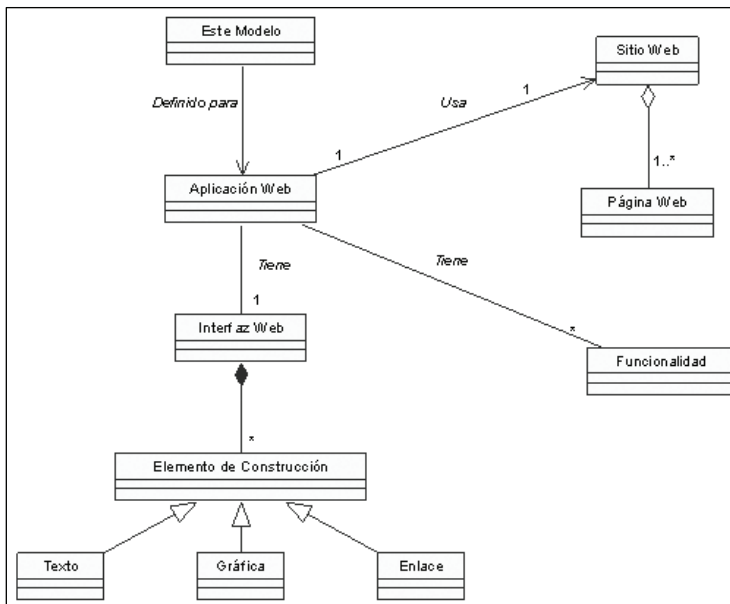 Este Modelo
Sitio Web
Definido para
1
Usa
1
1..*
Aplicación Web
Página Web
Tiene
Tiene
1
Interfaz Web
*
Funcionalidad
*
Elemento de Construcción
Texto
Gráfica
Enlace